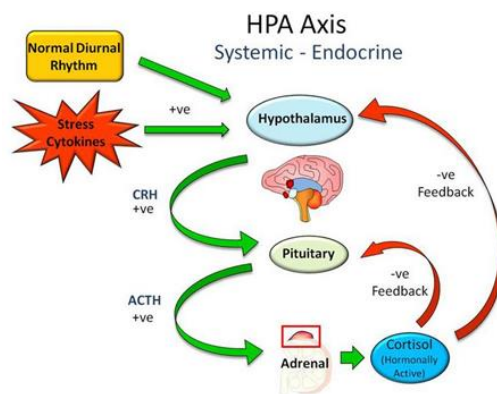 HPA Axis
Systemic - Endocrine
Normal Diurnal
Rhythm
+ve
Stress
Cytokines
Hypothalamus
CRH
+ve
-ve
Feedback
Pituitary
-ve
Feedback
ACTH
+ve
Adrenal
Cortisol
(Hormonally
Active)